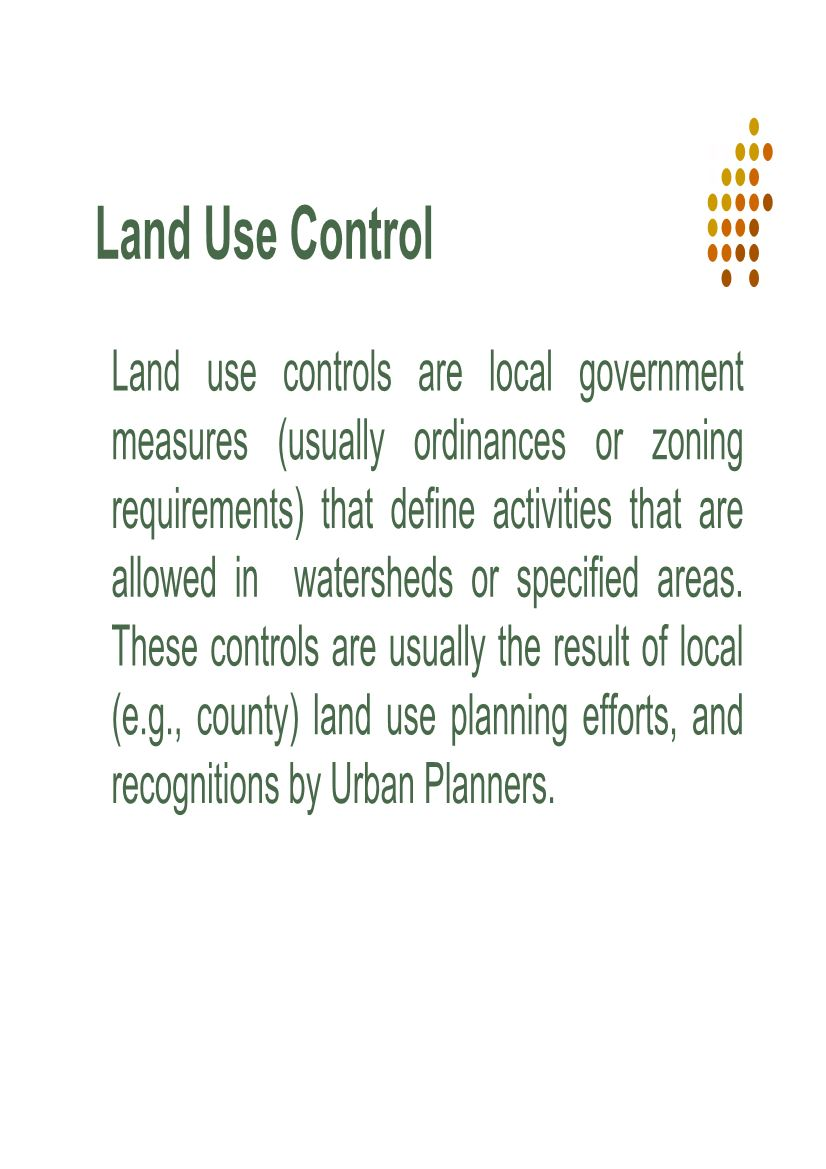 Land Use Control
Land use controls are local government
measures (usually ordinances or zoning
requirements) that define activities that are
allowed in  watersheds or specified areas.
These controls are usually the result of local
(e.g., county) land use planning efforts, and
recognitions by Urban Planners.